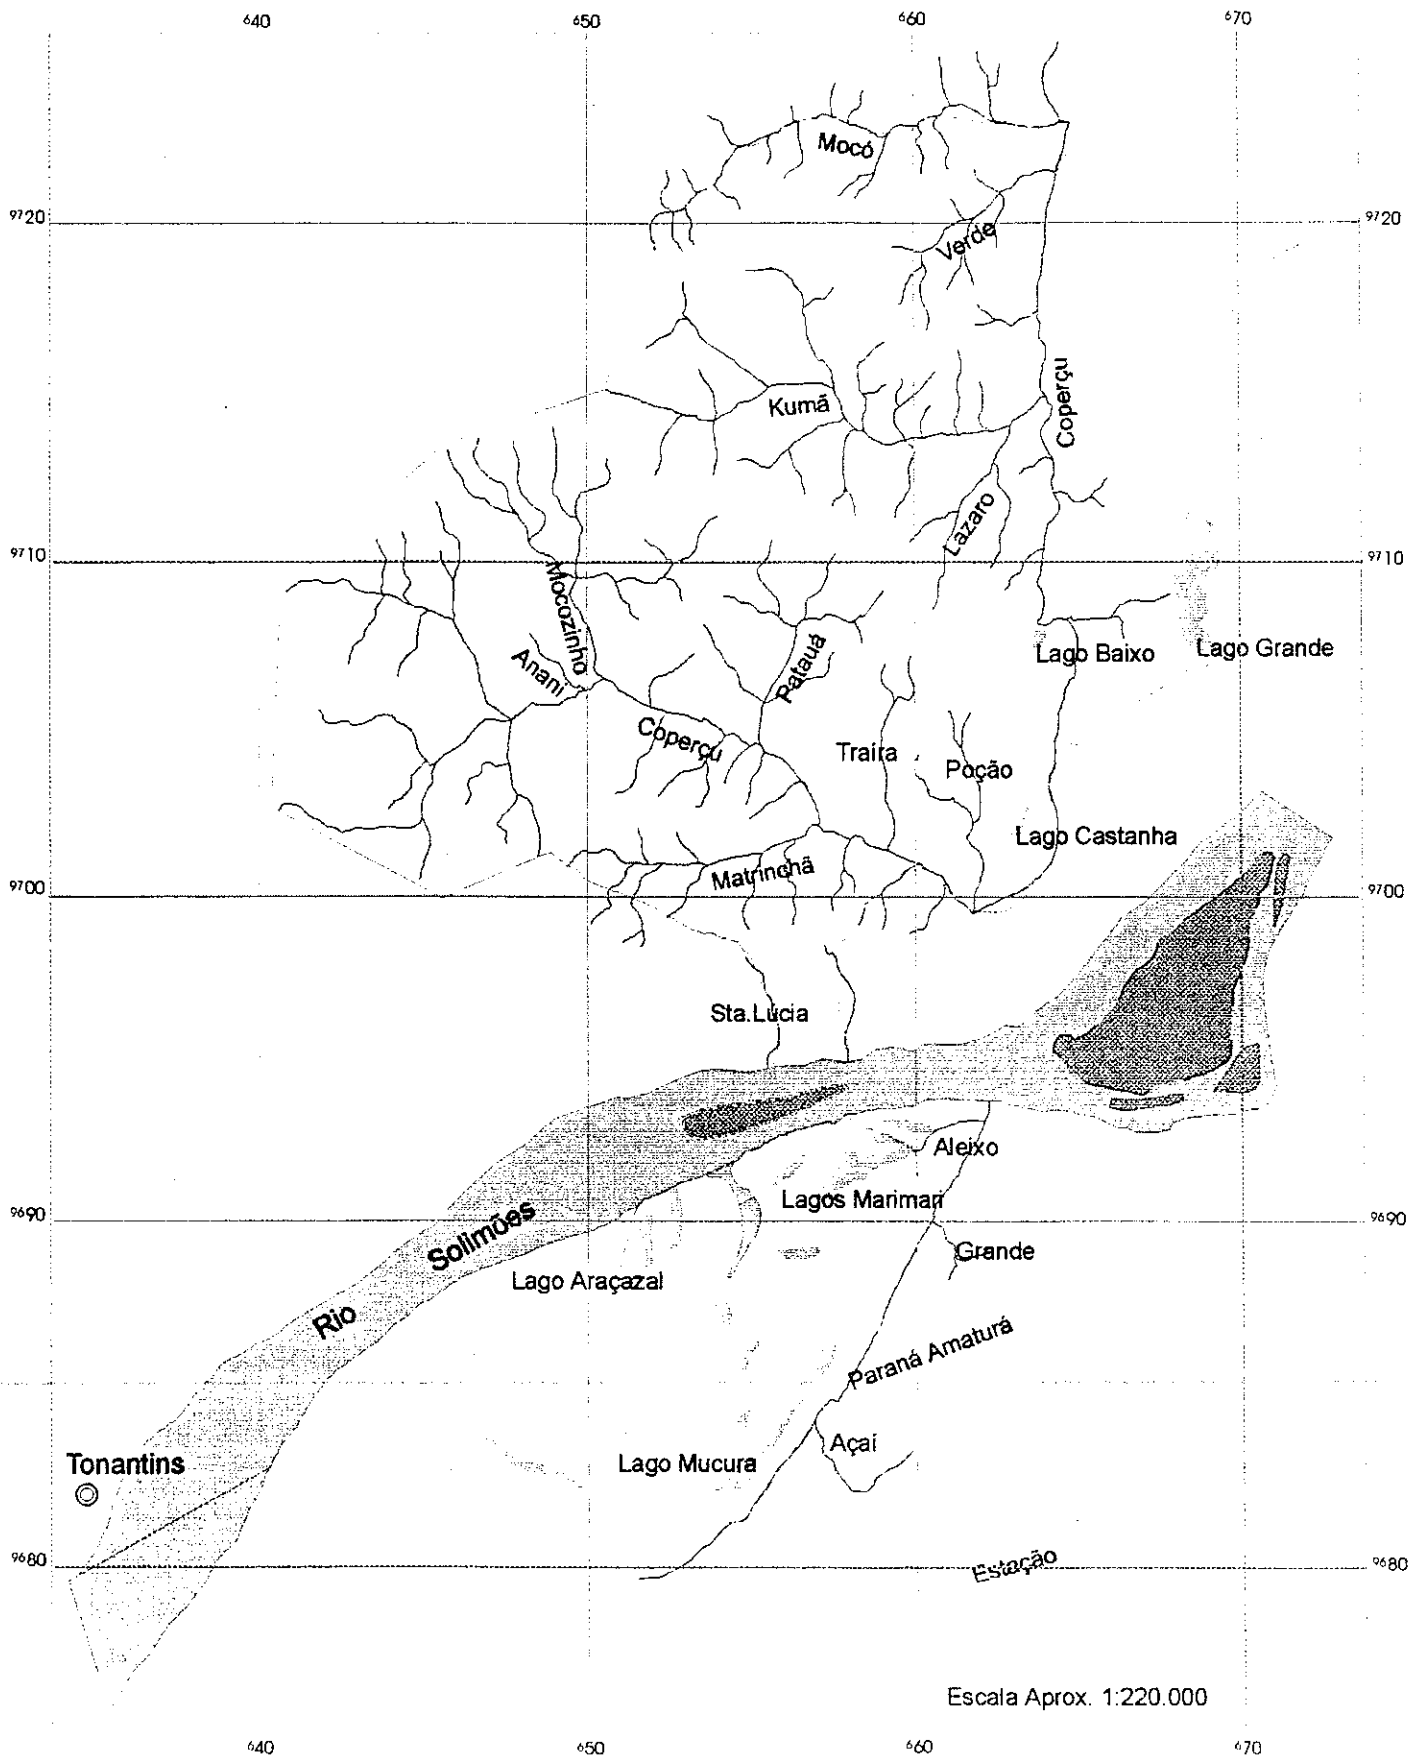 640 650 660 670
Mocó
9720 9720
Verde
Coperçu
Kumã
Lazaro
9710 9710
Mocozinho
Lago Baixo Lago Grande
Anani
Patauá
Coperçu
Traíra
Poção
Lago Castanha
Matrinchã
9700 9700
Sta.Lúcia
Aleixo
Lagos Marimari
9690 9690
Rio Solimões
Grande
Lago Araçazal
Paraná Amaturá
Açaí
Lago Mucura
Tonantins
9680 9680
Estação
Escala Aprox. 1:220.000
640 650 660 670